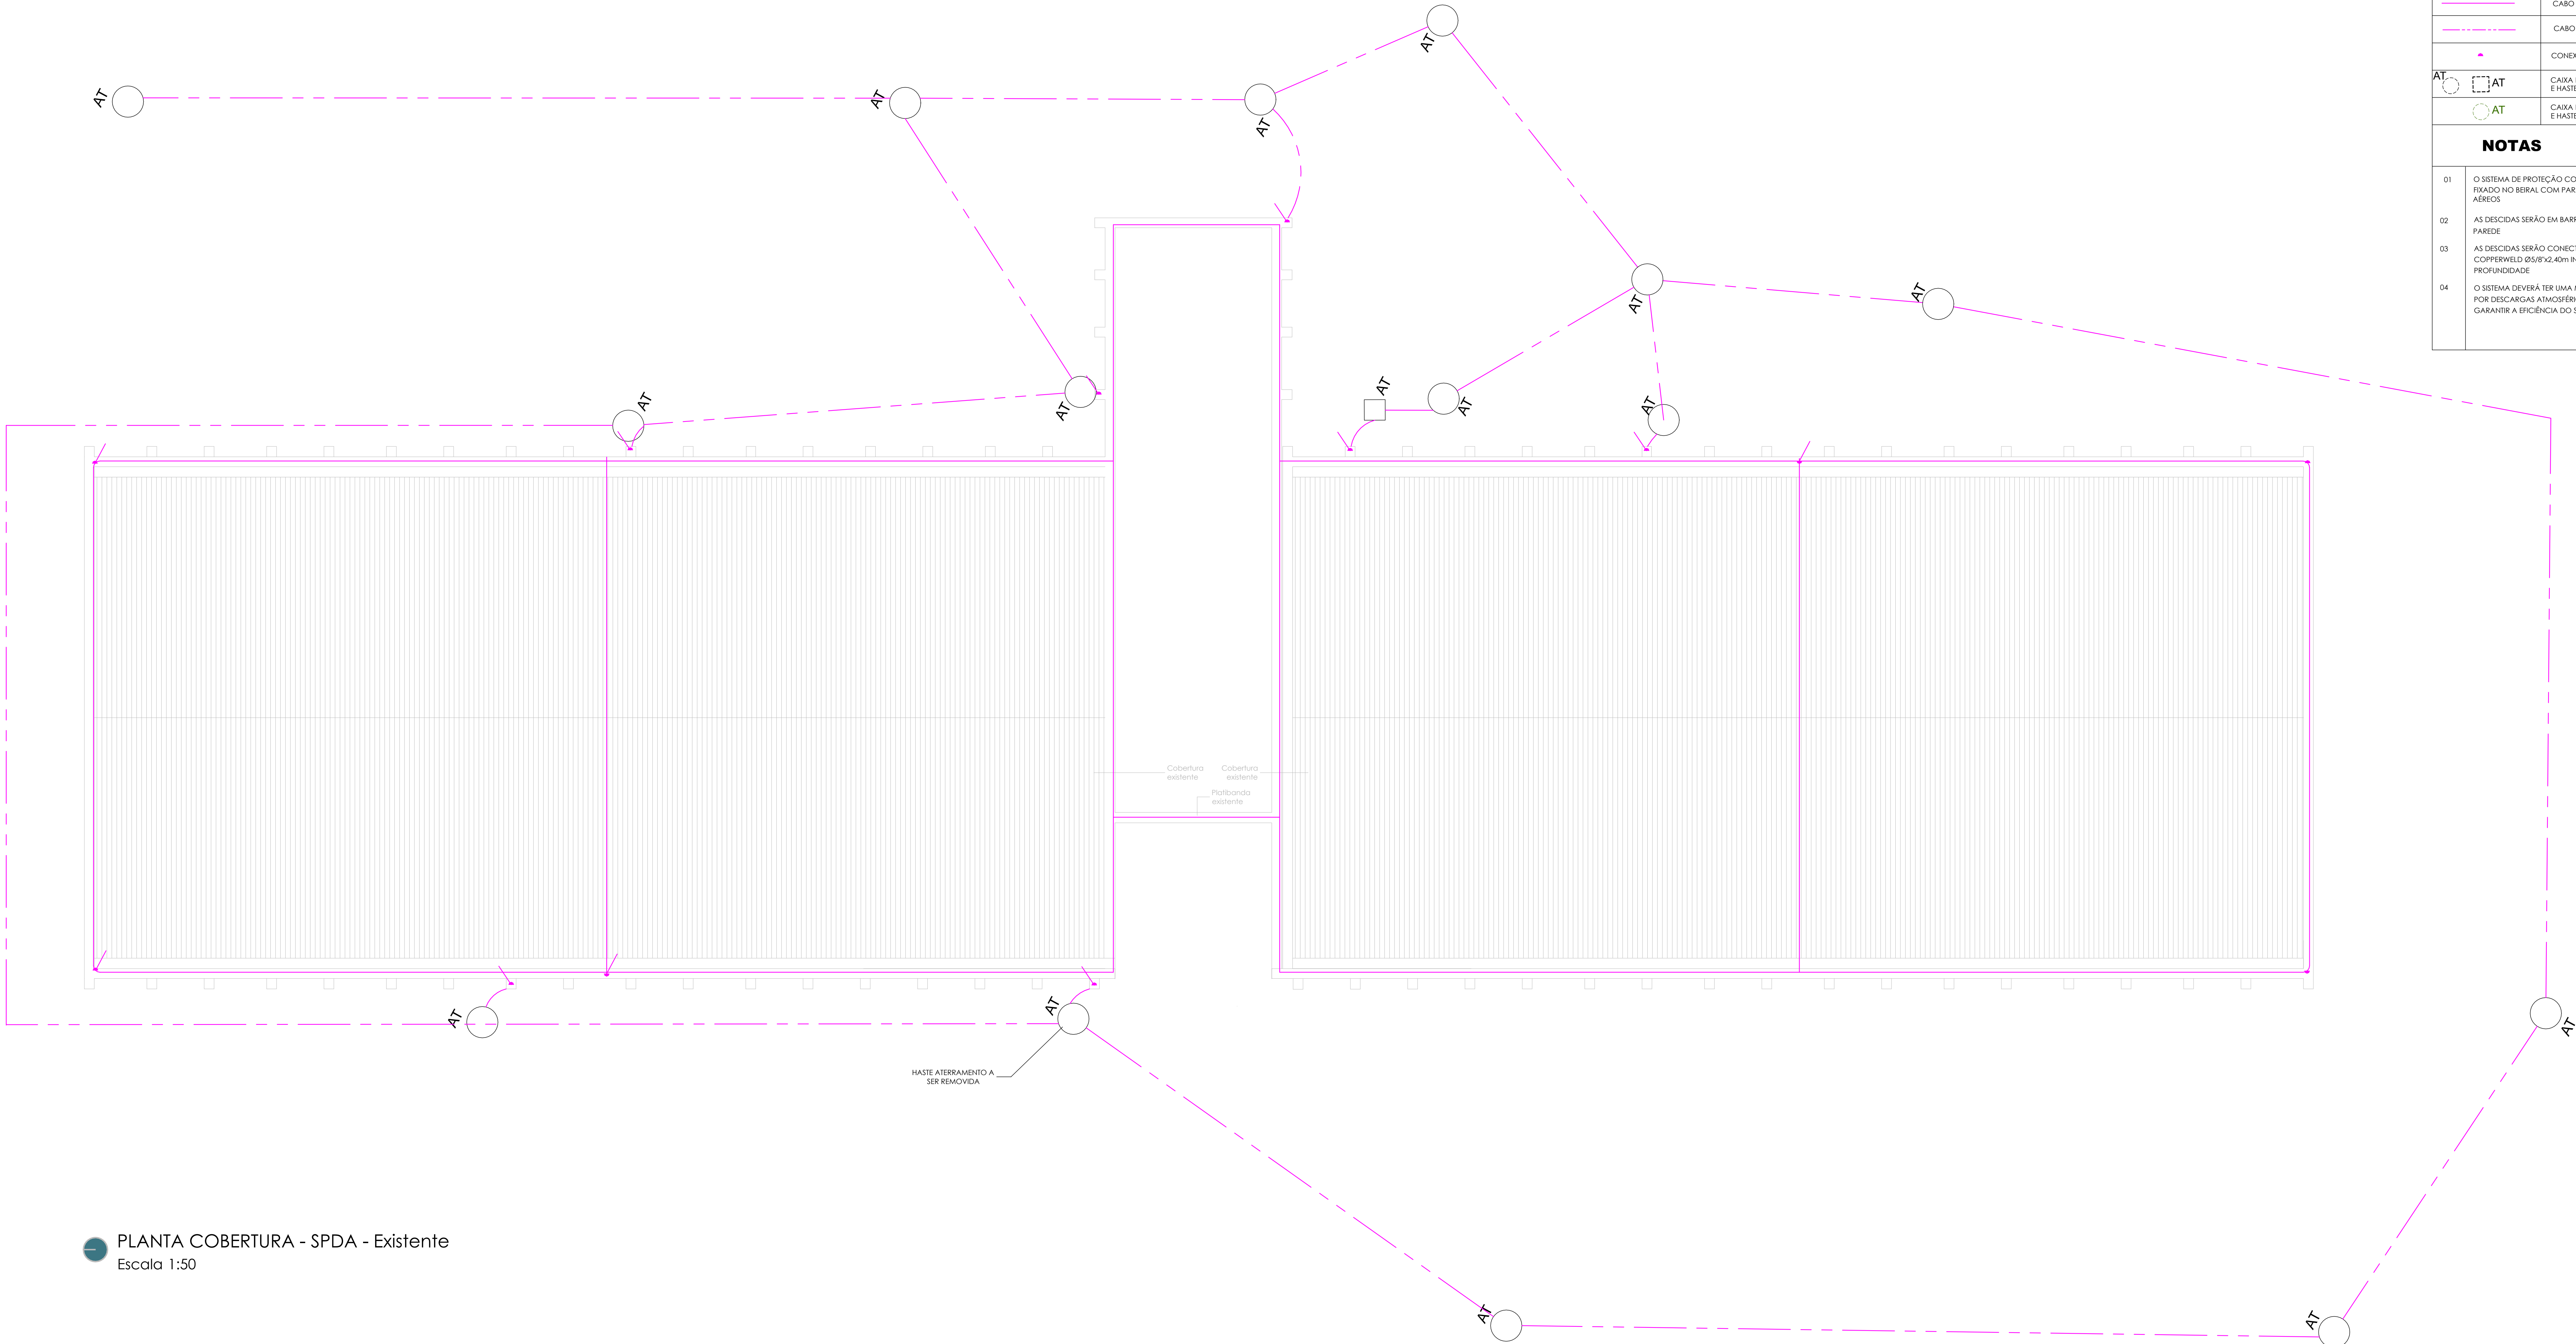 CABO
CABO
CONEX
AT
AT
CAIXA
E HASTE
AT
CAIXA
E HASTE
NOTAS
01
O SISTEMA DE PROTEÇÃO CO
FIXADO NO BEIRAL COM PAR
AÉREOS
02
AS DESCIDAS SERÃO EM BARR
PAREDE
03
AS DESCIDAS SERÃO CONECT
COPPERWELD Ø5/8"x2,40m IN
PROFUNDIDADE
04
O SISTEMA DEVERÁ TER UMA
POR DESCARGAS ATMOSFÉRI
GARANTIR A EFICIÊNCIA DO S
AT
AT
AT
AT
AT
AT
AT
AT
AT
AT
AT
Cobertura
existente
Cobertura
existente
Platibanda
existente
AT
AT
AT
HASTE ATERRAMENTO A
SER REMOVIDA
PLANTA COBERTURA - SPDA - Existente
Escala 1:50
AT
AT